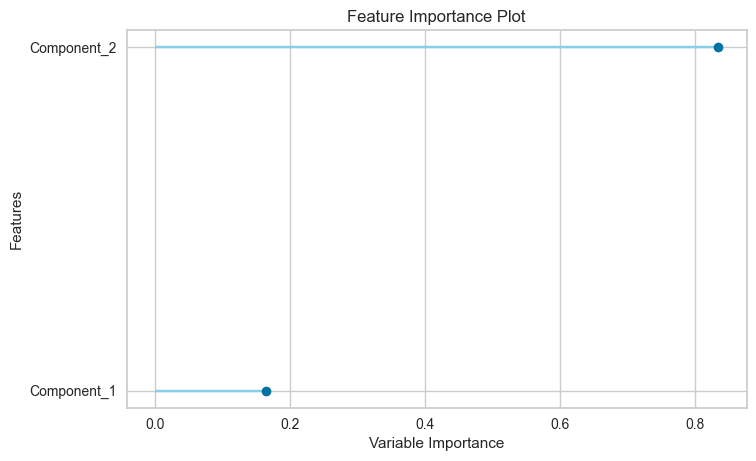 Feature Importance Plot
Component_2
Features
Component_1
0.0 0.2 0.4 0.6 0.8
Variable Importance